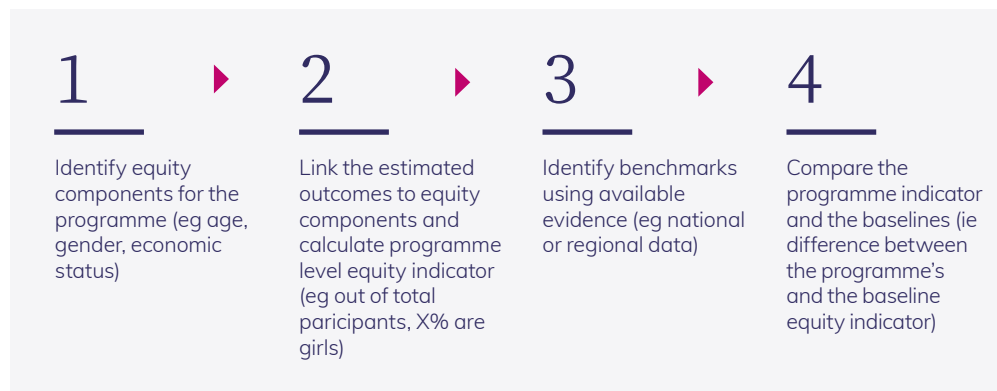 1
Identify equity
components for the
programme (eg age,
gender, economic
status)
2
Link the estimated
outcomes to equity
components and
calculate programme
level equity indicator
(eg out of total
paricipants, X% are
girls)
3
Identify benchmarks
using available
evidence (eg national
or regional data)
4
Compare the
programme indicator
and the baselines (ie
difference between
the programme’s
and the baseline
equity indicator)